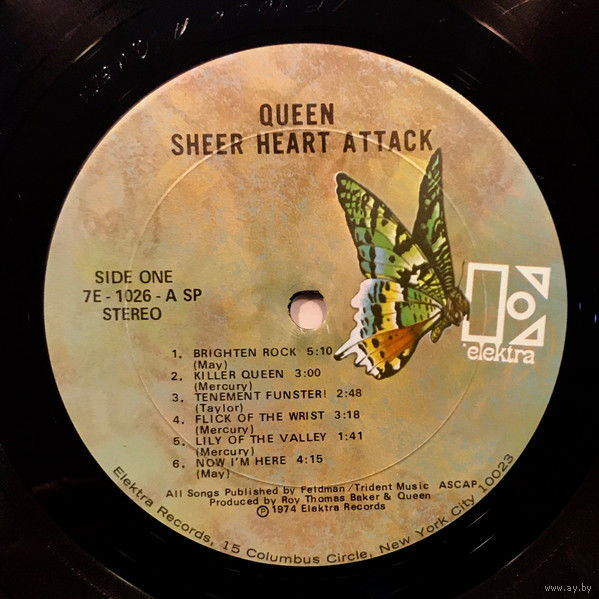 QUEEN
SHEER HEART ATTACK
SIDE ONE
7E - 1026 - A SP
STEREO
elektra
1. BRIGHTEN ROCK 5:10
(May)
2. KILLER QUEEN 3:00
(Mercury)
3. TENEMENT FUNSTER! 2:48
(Taylor)
4. FLICK OF THE WRIST 3:18
(Mercury)
5. LILY OF THE VALLEY 1:41
(Mercury)
6. NOW I'M HERE 4:15
(May)
All Songs Published by Feldman/Trident Music ASCAP
Produced by Roy Thomas Baker & Queen
℗ 1974 Elektra Records
Elektra Records, 15 Columbus Circle, New York City 10023
www.ay.by